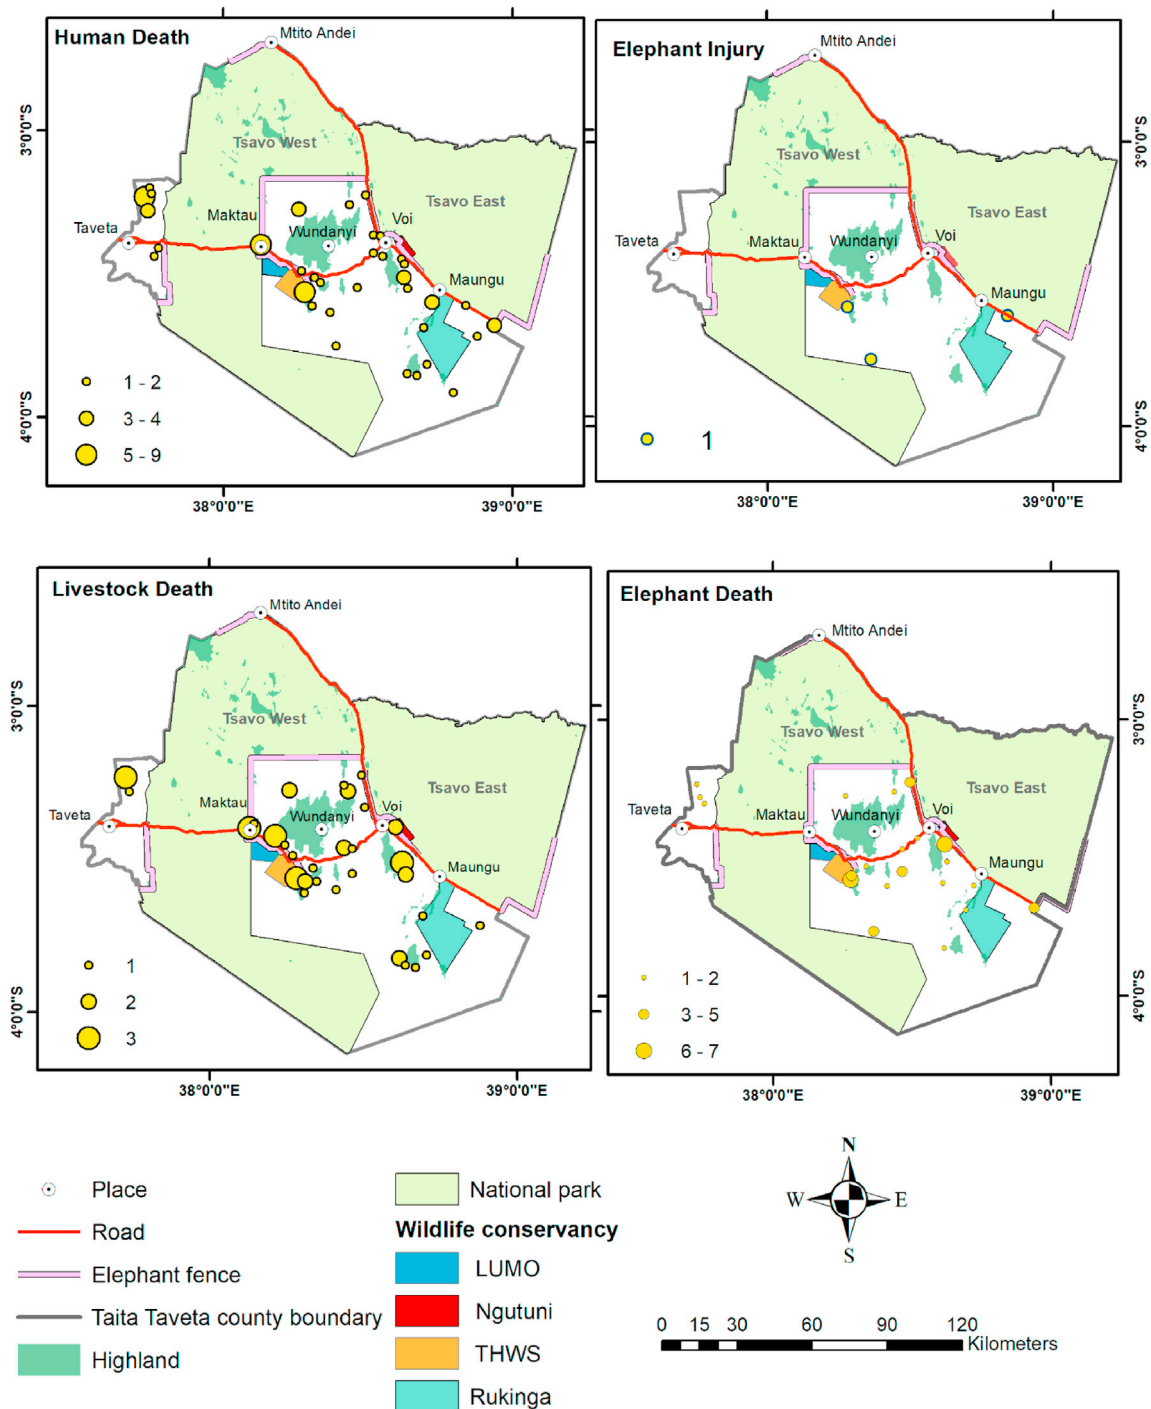 Human Death
Mtito Andei
Tsavo West
Tsavo East
Taveta
Maktau
Wundanyi
Voi
Maungu
1 - 2
3 - 4
5 - 9
3°0'0"S
4°0'0"S
38°0'0"E
39°0'0"E
Elephant Injury
Mtito Andei
Tsavo West
Tsavo East
Taveta
Maktau
Wundanyi
Voi
Maungu
1
3°0'0"S
4°0'0"S
38°0'0"E
39°0'0"E
Livestock Death
Mtito Andei
Tsavo West
Tsavo East
Taveta
Maktau
Wundanyi
Voi
Maungu
1
2
3
3°0'0"S
4°0'0"S
38°0'0"E
39°0'0"E
Elephant Death
Mtito Andei
Tsavo West
Tsavo East
Taveta
Maktau
Wundanyi
Voi
Maungu
1 - 2
3 - 5
6 - 7
3°0'0"S
4°0'0"S
38°0'0"E
39°0'0"E
Place
Road
Elephant fence
Taita Taveta county boundary
Highland
National park
Wildlife conservancy
LUMO
Ngutuni
THWS
Rukinga
N
W E
S
0 15 30 60 90 120
Kilometers